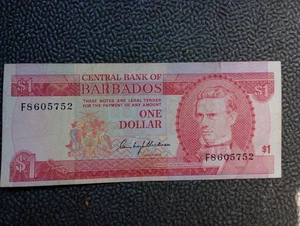 $1
CENTRAL BANK OF
BARBADOS
$1
F8605752
THESE NOTES ARE LEGAL TENDER
FOR THE PAYMENT OF ANY AMOUNT
ONE
DOLLAR
F8605752
$1
$1